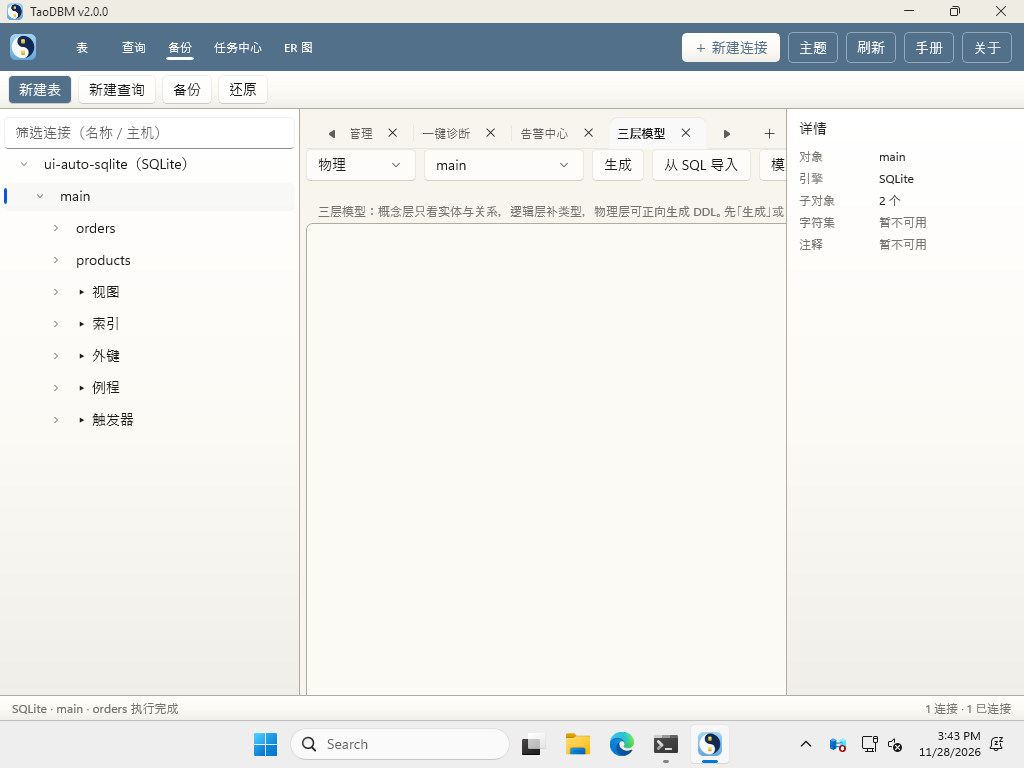 TaoDBM v2.0.0
表 查询 备份 任务中心 ER 图 + 新建连接 主题 刷新 手册 关于
新建表 新建查询 备份 还原
筛选连接（名称 / 主机）
ui-auto-sqlite（SQLite）
main
orders
products
视图
索引
外键
例程
触发器
管理 一键诊断 告警中心 三层模型
物理 main 生成 从 SQL 导入 模
三层模型：概念层只看实体与关系，逻辑层补类型，物理层可正向生成 DDL。先「生成」或
详情
对象 main
引擎 SQLite
子对象 2 个
字符集 暂不可用
注释 暂不可用
SQLite · main · orders 执行完成
1 连接 · 1 已连接
Search
3:43 PM
11/28/2026